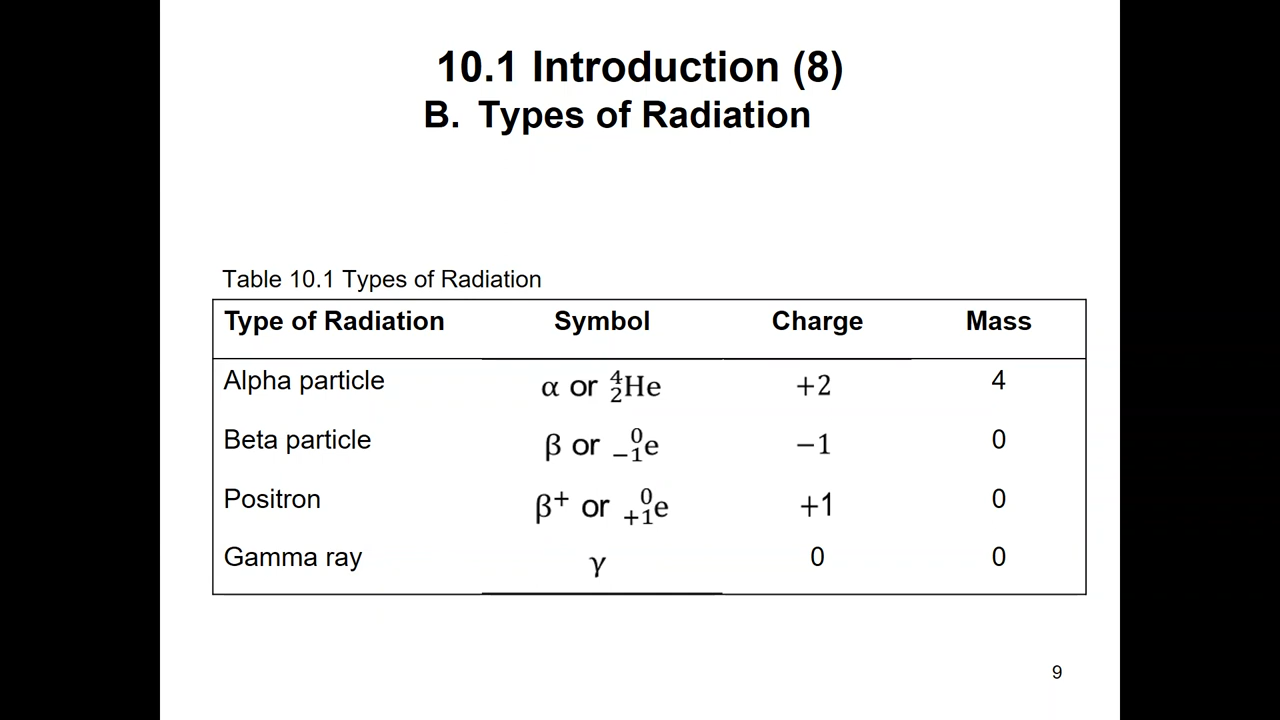 10.1 Introduction (8)
B. Types of Radiation
Table 10.1 Types of Radiation
Type of Radiation Symbol Charge Mass
Alpha particle α or ⁴₂He +2 4
Beta particle β or ⁰₋₁e −1 0
Positron β⁺ or ⁰₊₁e +1 0
Gamma ray γ 0 0
9